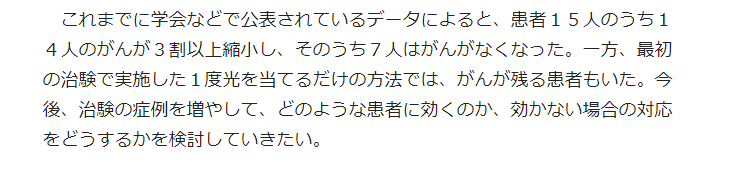 これまでに学会などで公表されているデータによると、患者１５人のうち１
４人のがんが３割以上縮小し、そのうち７人はがんがなくなった。一方、最初
の治験で実施した１度光を当てるだけの方法では、がんが残る患者もいた。今
後、治験の症例を増やして、どのような患者に効くのか、効かない場合の対応
をどうするかを検討していきたい。